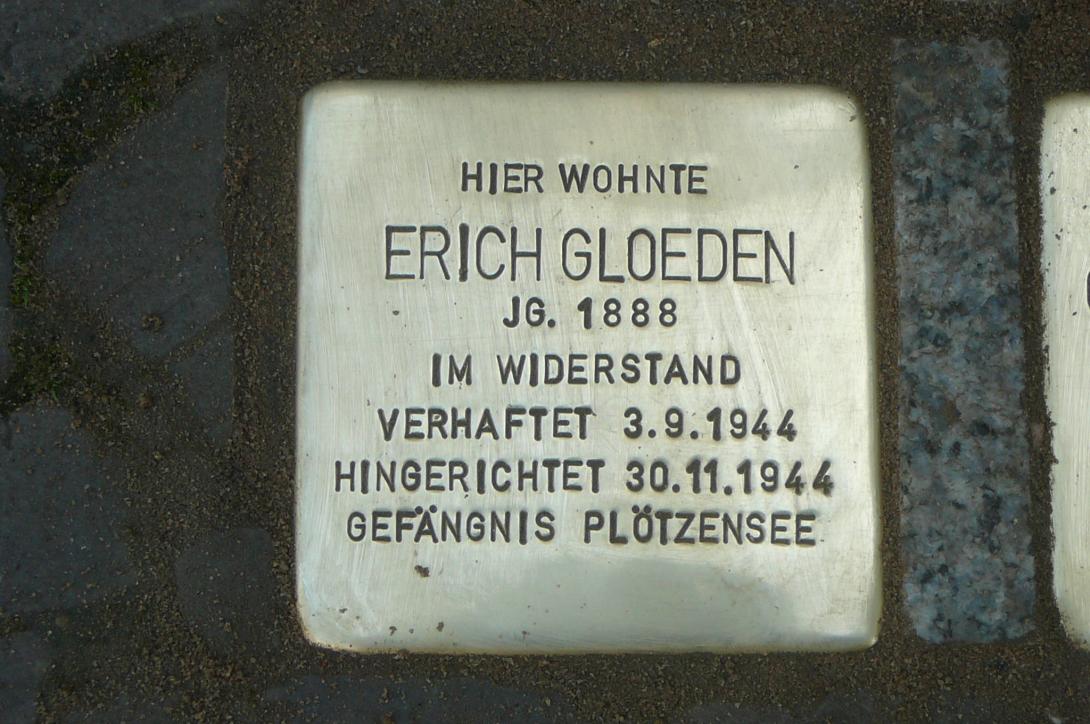 HIER WOHNTE
ERICH GLOEDEN
JG. 1888
IM WIDERSTAND
VERHAFTET 3.9.1944
HINGERICHTET 30.11.1944
GEFÄNGNIS PLÖTZENSEE